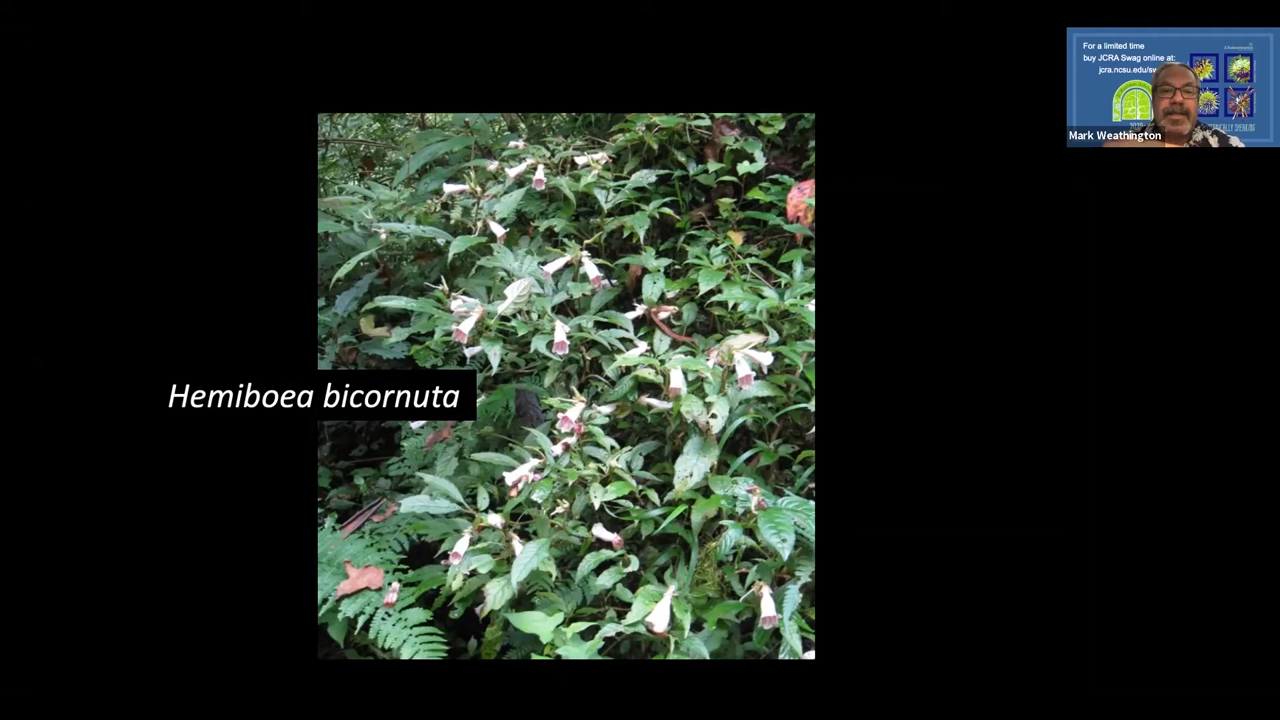 For a limited time
buy JCRA Swag online at:
jcra.ncsu.edu/sw
Mark Weathington
Hemiboea bicornuta